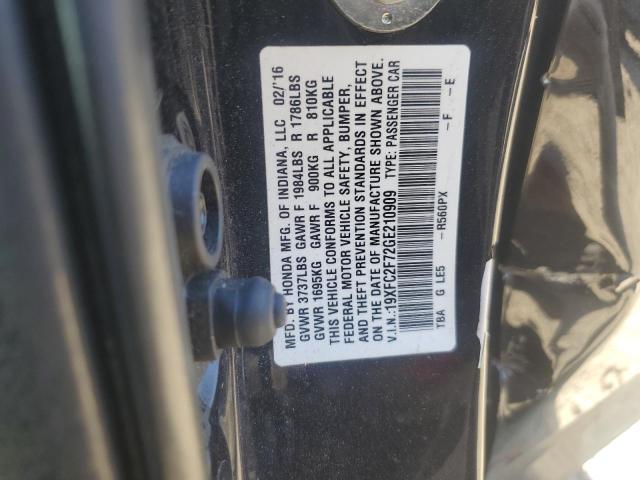 MFD. BY HONDA MFG. OF INDIANA, LLC 02/'16
GVWR 3737LBS GAWR F 1984LBS R 1786LBS
GVWR 1695KG GAWR F 900KG R 810KG
THIS VEHICLE CONFORMS TO ALL APPLICABLE
FEDERAL MOTOR VEHICLE SAFETY, BUMPER,
AND THEFT PREVENTION STANDARDS IN EFFECT
ON THE DATE OF MANUFACTURE SHOWN ABOVE.
V.I.N.:19XFC2F72GE210909 TYPE: PASSENGER CAR
TBA G LE5 -R560PX -F -E